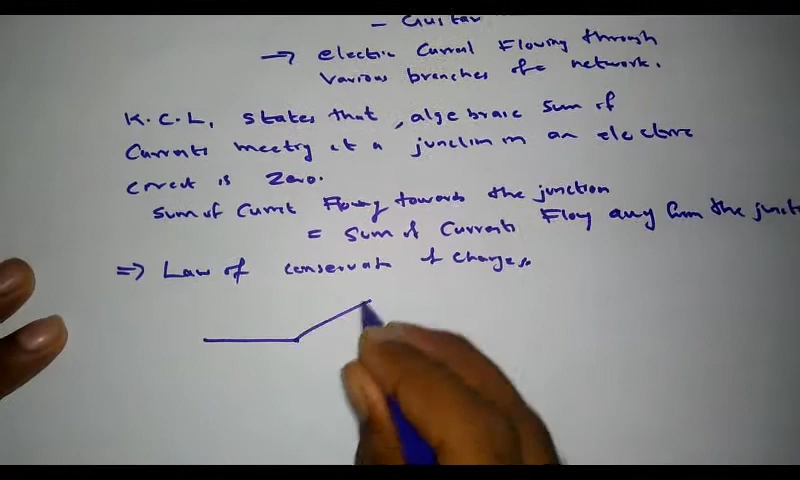 - Gustav
→ electric Current Flowing through
Various branches of a network.
K.C.L, states that, algebraic sum of
Currents meeting at a junction in an electric
circuit is Zero.
Sum of Current Flowing towards the junction
= Sum of Currents Flowing away from the junct
⇒ Law of conservat of charges.